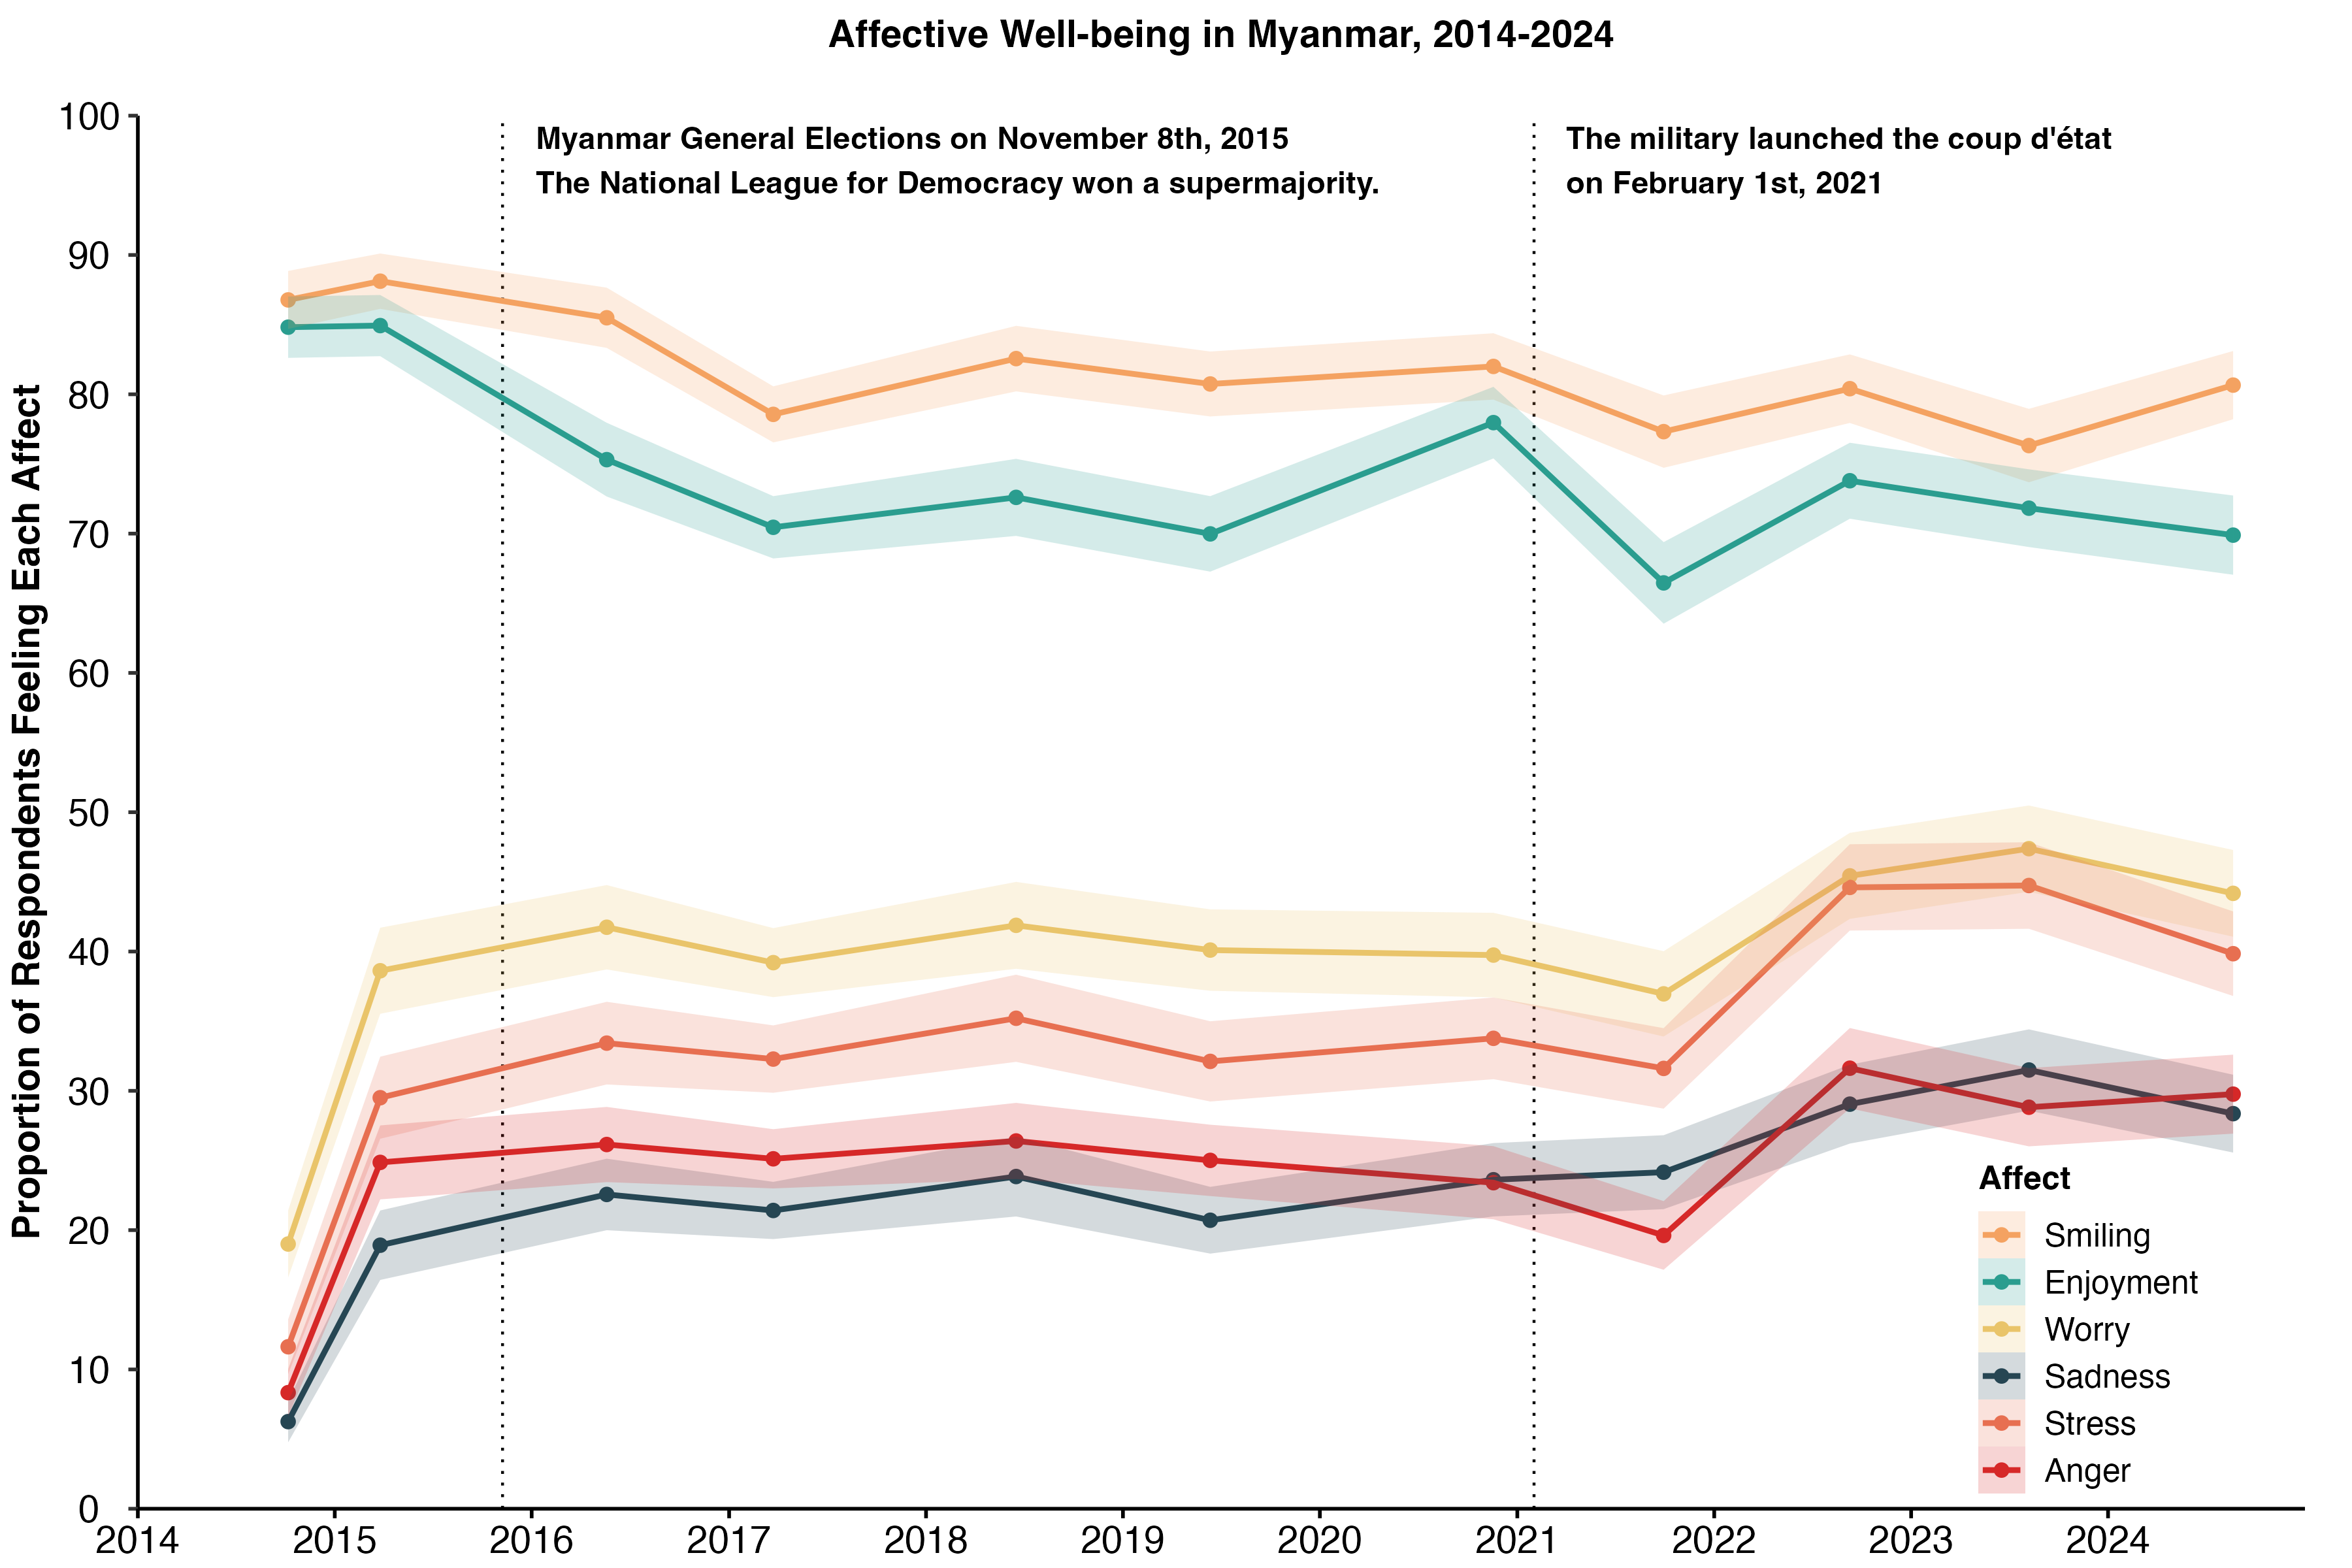 Affective Well-being in Myanmar, 2014-2024
Myanmar General Elections on November 8th, 2015
The National League for Democracy won a supermajority.
The military launched the coup d'état
on February 1st, 2021
Proportion of Respondents Feeling Each Affect
100
90
80
70
60
50
40
30
20
10
0
2014 2015 2016 2017 2018 2019 2020 2021 2022 2023 2024
Affect
Smiling
Enjoyment
Worry
Sadness
Stress
Anger